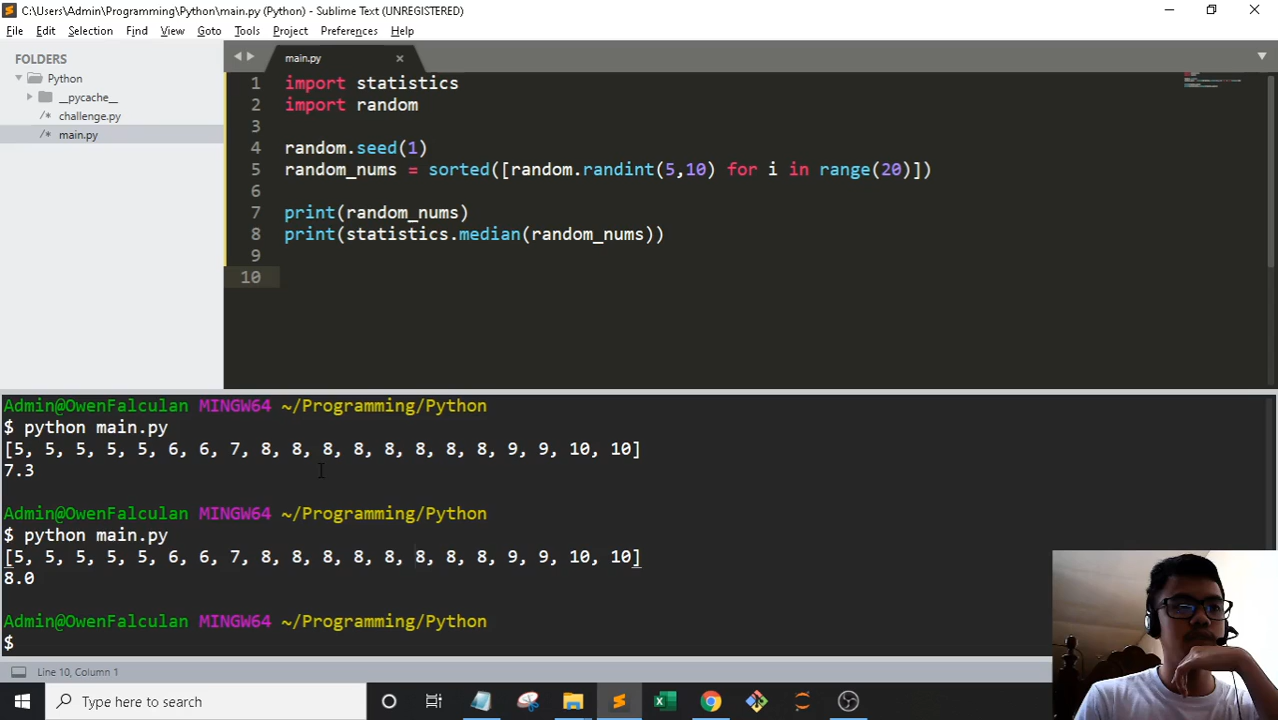 C:\Users\Admin\Programming\Python\main.py (Python) - Sublime Text (UNREGISTERED)
File Edit Selection Find View Goto Tools Project Preferences Help
FOLDERS
Python
__pycache__
/* challenge.py
/* main.py
main.py
1 import statistics
2 import random
3
4 random.seed(1)
5 random_nums = sorted([random.randint(5,10) for i in range(20)])
6
7 print(random_nums)
8 print(statistics.median(random_nums))
9
10
Admin@OwenFalculan MINGW64 ~/Programming/Python
$ python main.py
[5, 5, 5, 5, 5, 6, 6, 7, 8, 8, 8, 8, 8, 8, 8, 8, 9, 9, 10, 10]
7.3
Admin@OwenFalculan MINGW64 ~/Programming/Python
$ python main.py
[5, 5, 5, 5, 5, 6, 6, 7, 8, 8, 8, 8, 8, 8, 8, 8, 9, 9, 10, 10]
8.0
Admin@OwenFalculan MINGW64 ~/Programming/Python
$
Line 10, Column 1
Type here to search